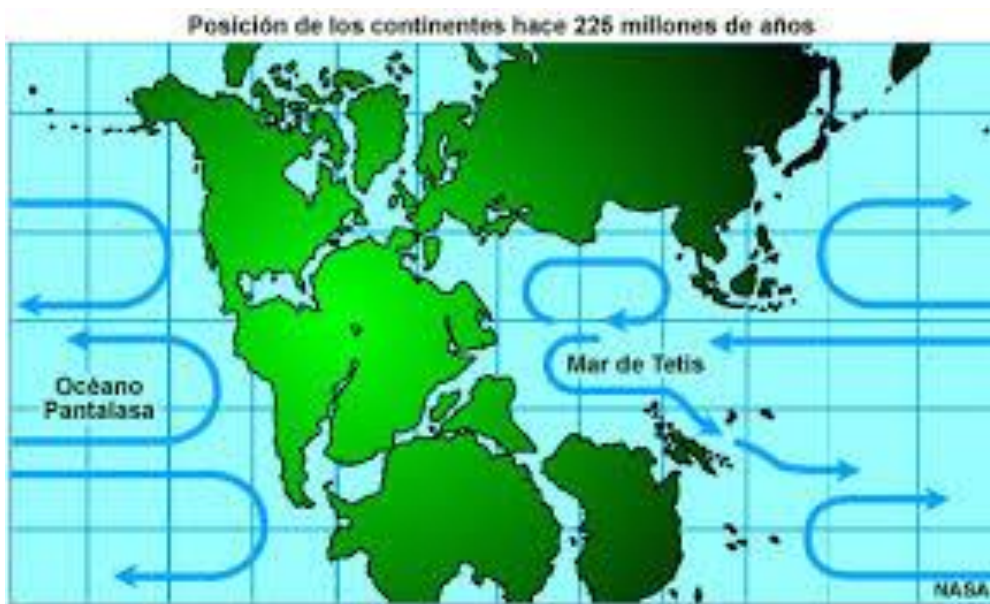 Posición de los continentes hace 225 millones de años
Océano
Pantalasa
Mar de Tetis
NASA